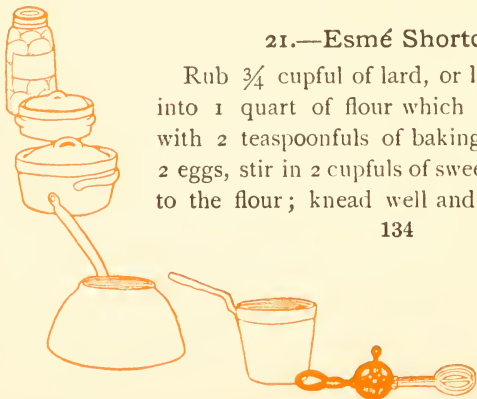 21.—Esmé Shortc
Rub ¾ cupful of lard, or l
into 1 quart of flour which
with 2 teaspoonfuls of baking
2 eggs, stir in 2 cupfuls of swee
to the flour; knead well and
134